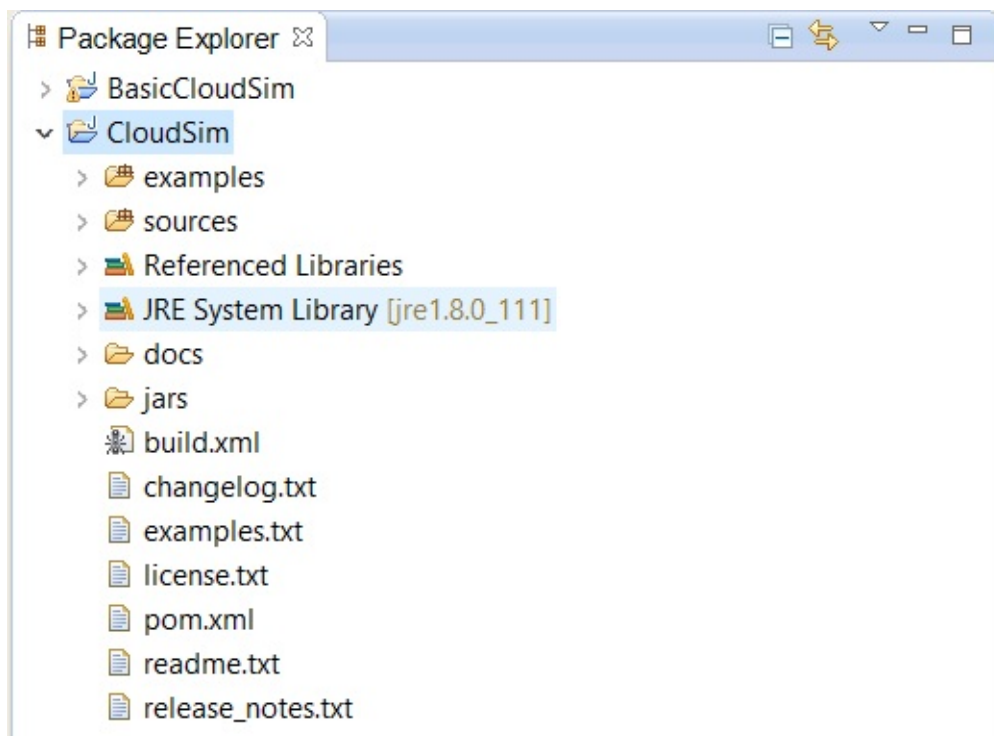 Package Explorer
BasicCloudSim
CloudSim
examples
sources
Referenced Libraries
JRE System Library [jre1.8.0_111]
docs
jars
build.xml
changelog.txt
examples.txt
license.txt
pom.xml
readme.txt
release_notes.txt